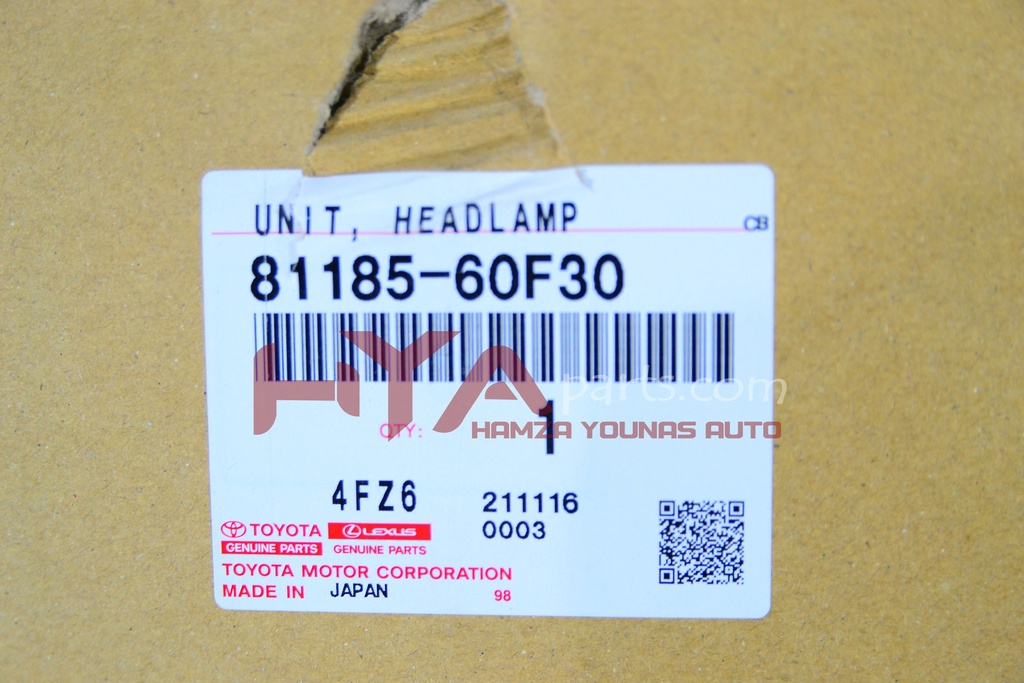 UNIT, HEADLAMP
CB
81185-60F30
HYA parts.com
QTY: 1
HAMZA YOUNAS AUTO
4FZ6
211116
0003
TOYOTA LEXUS
GENUINE PARTS GENUINE PARTS
TOYOTA MOTOR CORPORATION
MADE IN JAPAN 98